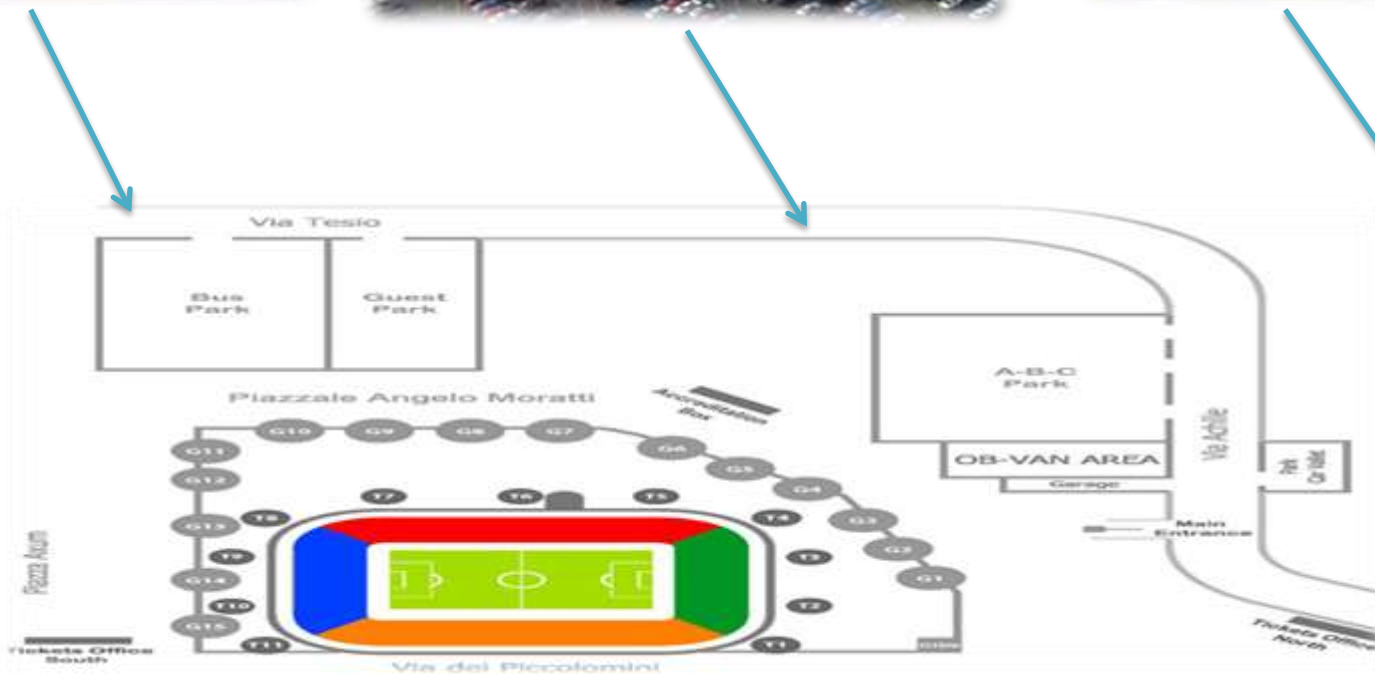 Via Tesio
Bus
Park
Guest
Park
A-B-C
Park
Piazzale Angelo Moratti
Accreditation
Box
Via Achille
G10
G9
G8
G7
G11
G6
OB-VAN AREA
Park
Car Valet
G12
G5
Garage
G4
T7
T6
T5
T8
T4
G3
G13
Main
Entrance
G2
T9
T3
Piazza Axum
G14
G1
T10
T2
G15
Tickets Office
South
T11
T1
Tickets Office
North
Via dei Piccolomini